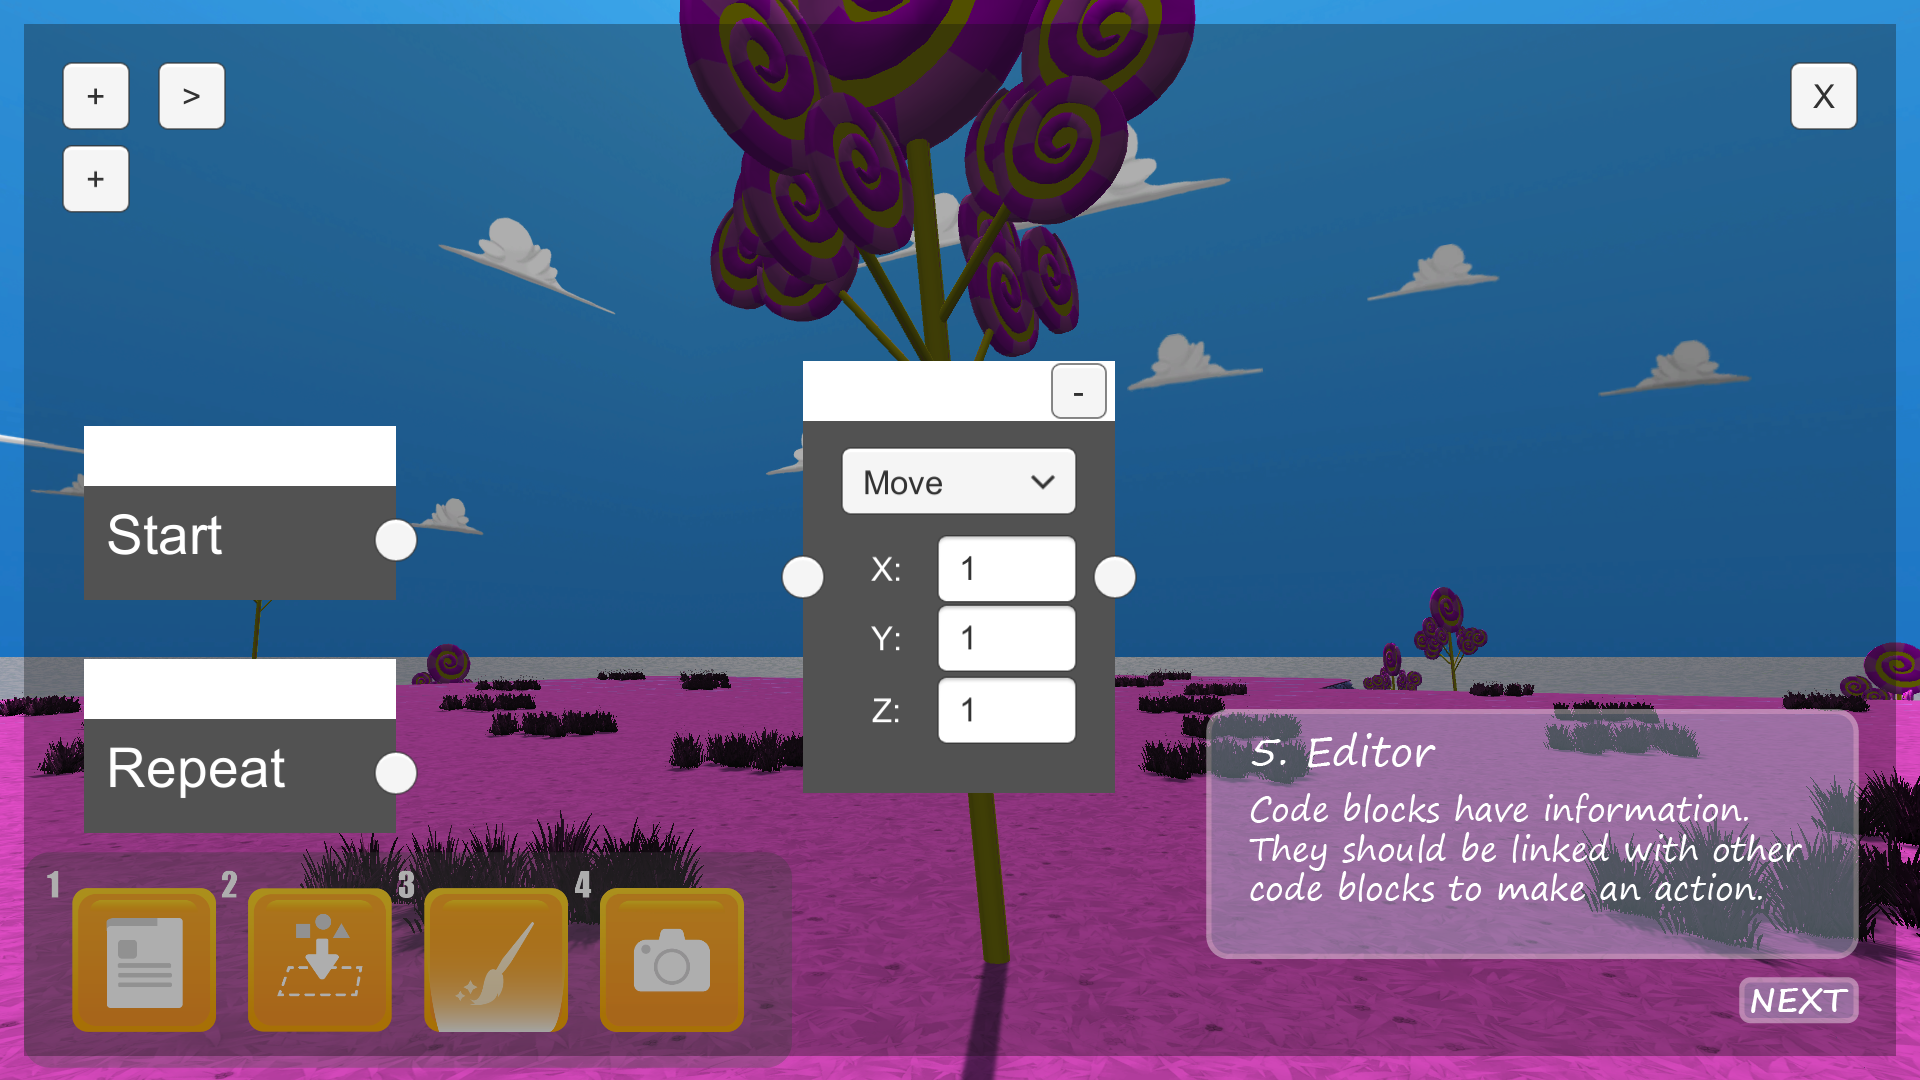 + >
X
+
-
Move
Start
X: 1
Y: 1
Z: 1
Repeat
5. Editor
Code blocks have information.
They should be linked with other
code blocks to make an action.
1 2 3 4
NEXT